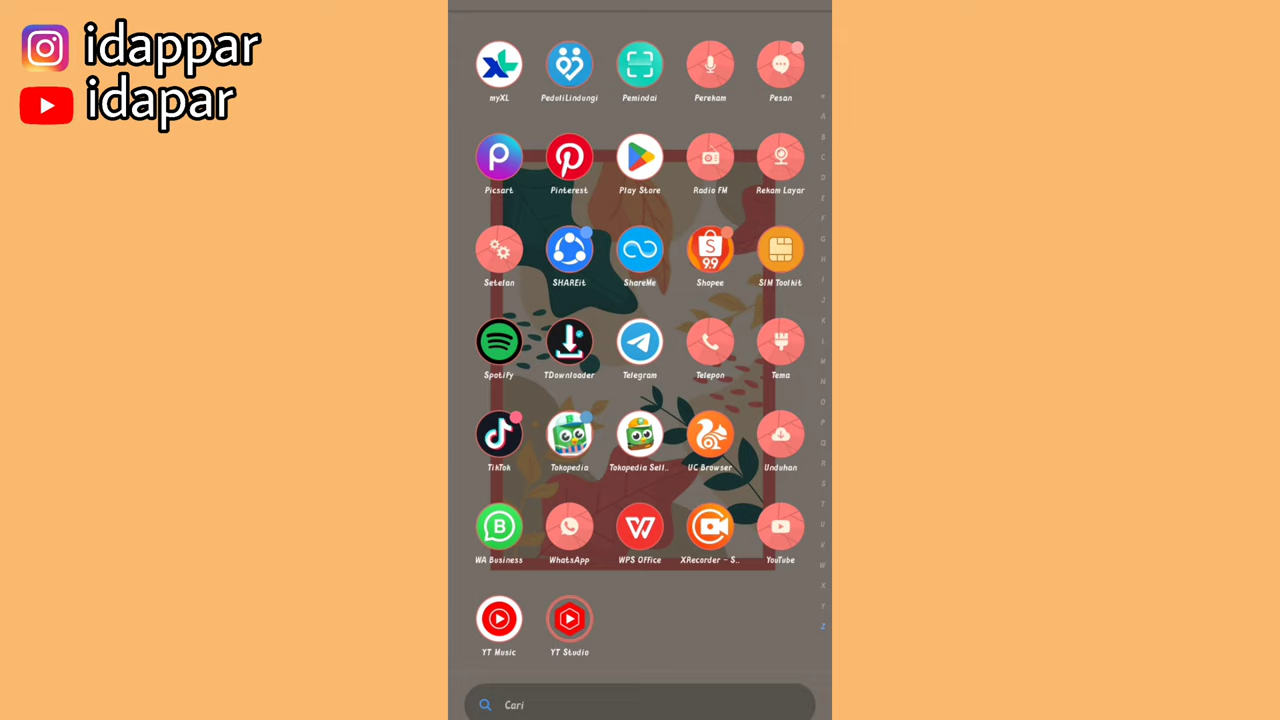 idappar
idapar
myXL PeduliLindungi Pemindai Perekam Pesan
Picsart Pinterest Play Store Radio FM Rekam Layar
Setelan SHAREit ShareMe Shopee SIM Toolkit
S
9.9
Spotify TDownloader Telegram Telepon Tema
TikTok Tokopedia Tokopedia Sell.. UC Browser Unduhan
B
WA Business WhatsApp WPS Office XRecorder - S.. YouTube
YT Music YT Studio
Cari
A
B
C
D
E
F
G
H
I
J
K
L
M
N
O
P
Q
R
S
T
U
V
W
X
Y
Z